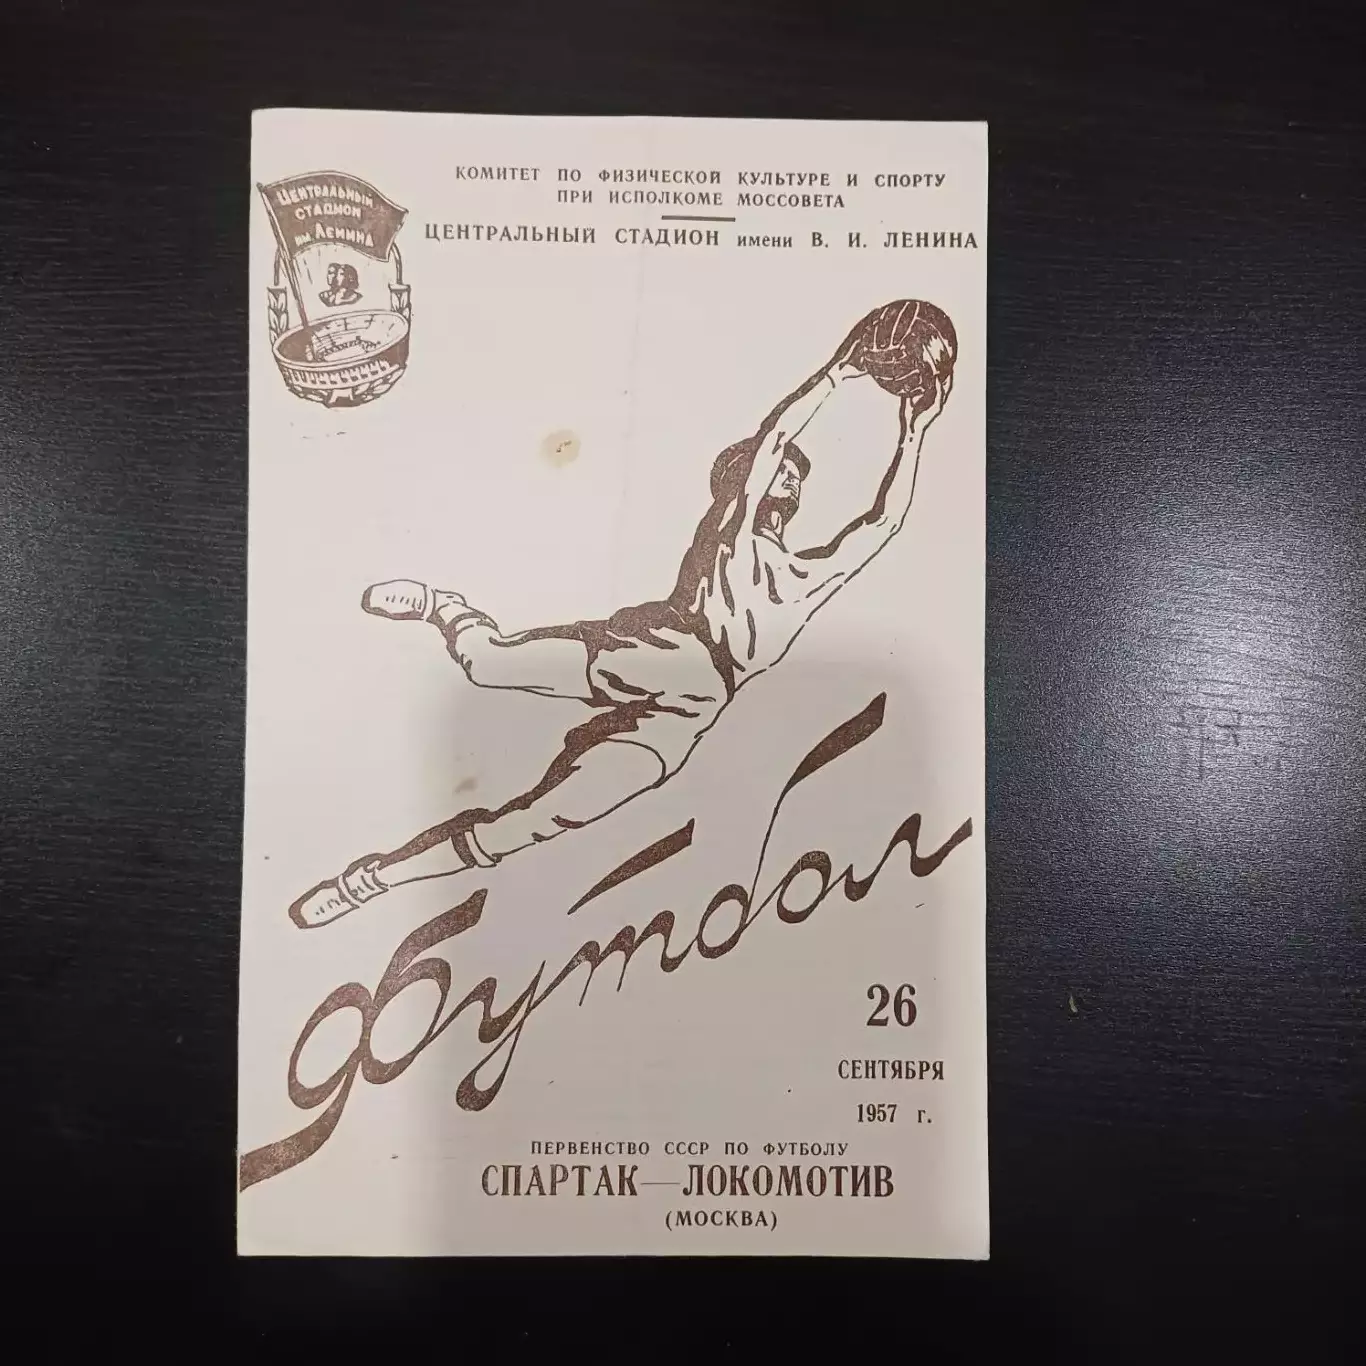 КОМИТЕТ ПО ФИЗИЧЕСКОЙ КУЛЬТУРЕ И СПОРТУ
ПРИ ИСПОЛКОМЕ МОССОВЕТА
ЦЕНТРАЛЬНЫЙ СТАДИОН имени В. И. ЛЕНИНА
ЦЕНТРАЛЬНЫЙ
СТАДИОН
им. ЛЕНИНА
футбол
26
СЕНТЯБРЯ
1957 г.
ПЕРВЕНСТВО СССР ПО ФУТБОЛУ
СПАРТАК—ЛОКОМОТИВ
(МОСКВА)